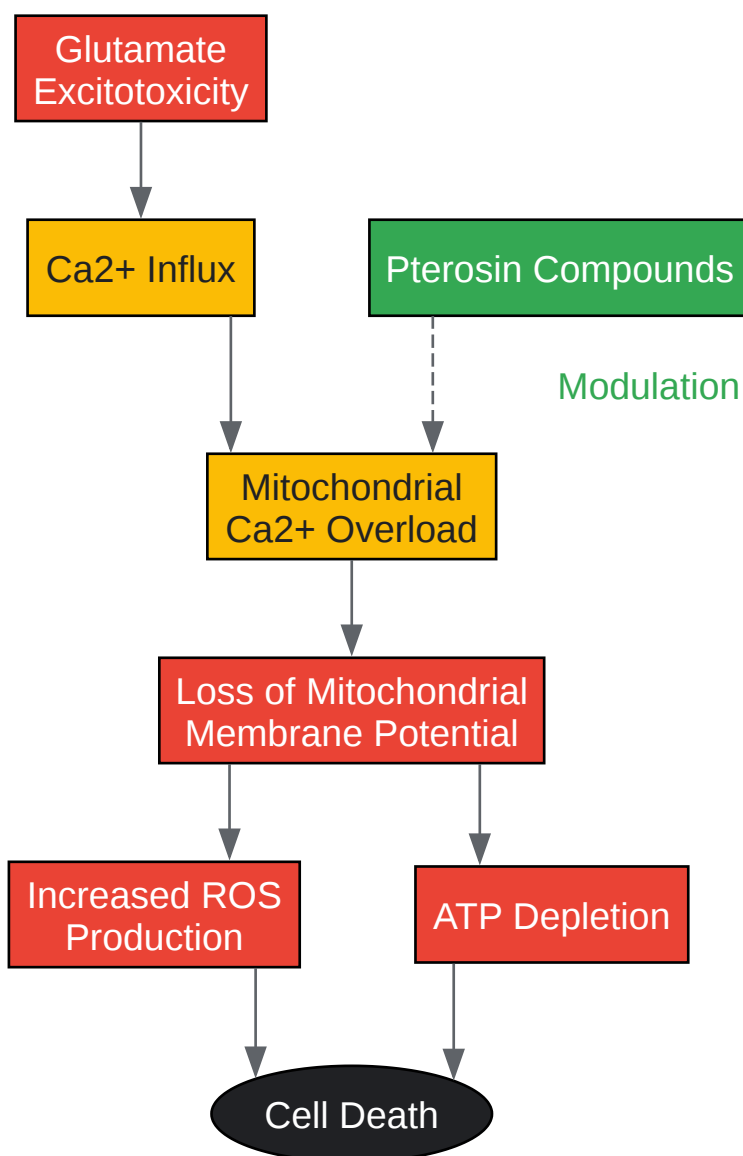 Glutamate
Excitotoxicity
Ca2+ Influx
Pterosin Compounds
Modulation
Mitochondrial
Ca2+ Overload
Loss of Mitochondrial
Membrane Potential
Increased ROS
Production
ATP Depletion
Cell Death